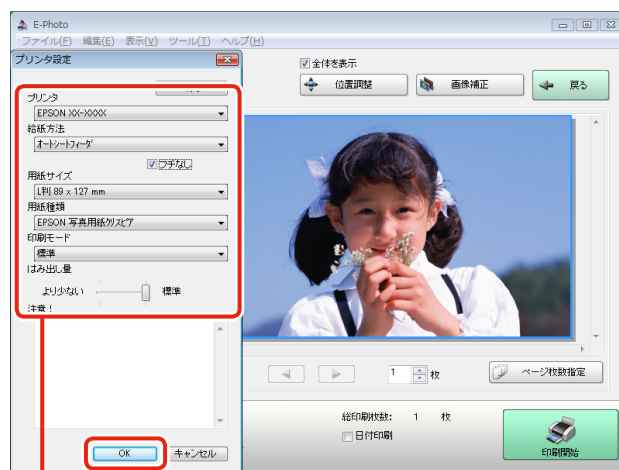 E-Photo
ファイル(F) 編集(E) 表示(V) ツール(T) ヘルプ(H)
プリンタ設定
プリンタ
EPSON XX-XXXX
給紙方法
オートシートフィーダ
フチなし
用紙サイズ
L判 89 x 127 mm
用紙種類
EPSON 写真用紙クリスピア
印刷モード
標準
はみ出し量
より少ない 標準
注意！
OK キャンセル
全体を表示
位置調整 画像補正 戻る
1 枚 ページ枚数指定
総印刷枚数: 1 枚
日付印刷
印刷開始